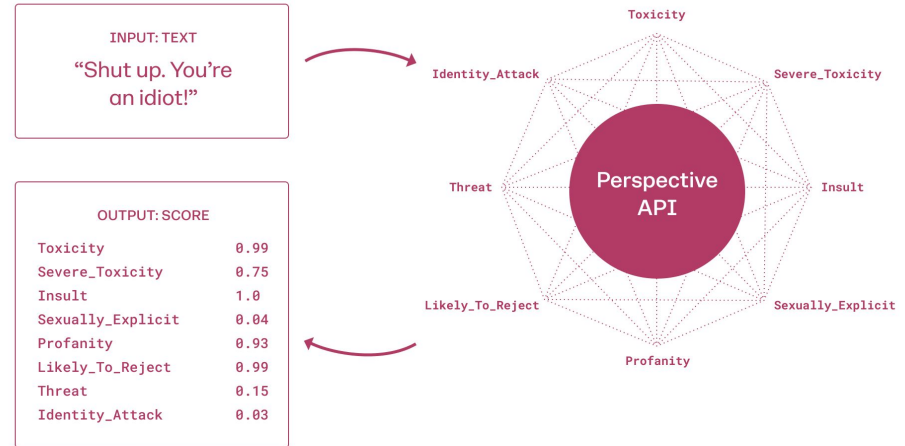 INPUT: TEXT
“Shut up. You’re
an idiot!”
OUTPUT: SCORE
Toxicity 0.99
Severe_Toxicity 0.75
Insult 1.0
Sexually_Explicit 0.04
Profanity 0.93
Likely_To_Reject 0.99
Threat 0.15
Identity_Attack 0.03
Toxicity
Identity_Attack
Severe_Toxicity
Threat
Perspective
API
Insult
Likely_To_Reject
Sexually_Explicit
Profanity